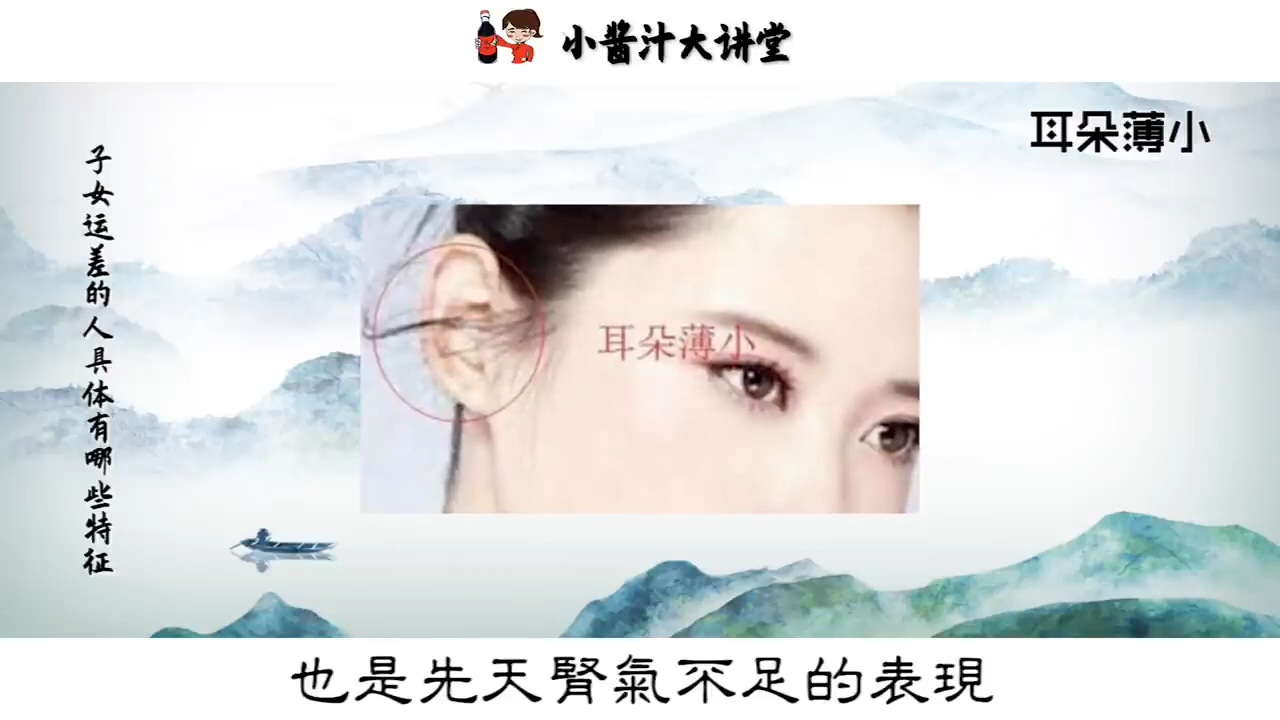 小酱汁大讲堂
耳朵薄小
子女运差的人具体有哪些特征
耳朵薄小
也是先天腎氣不足的表現